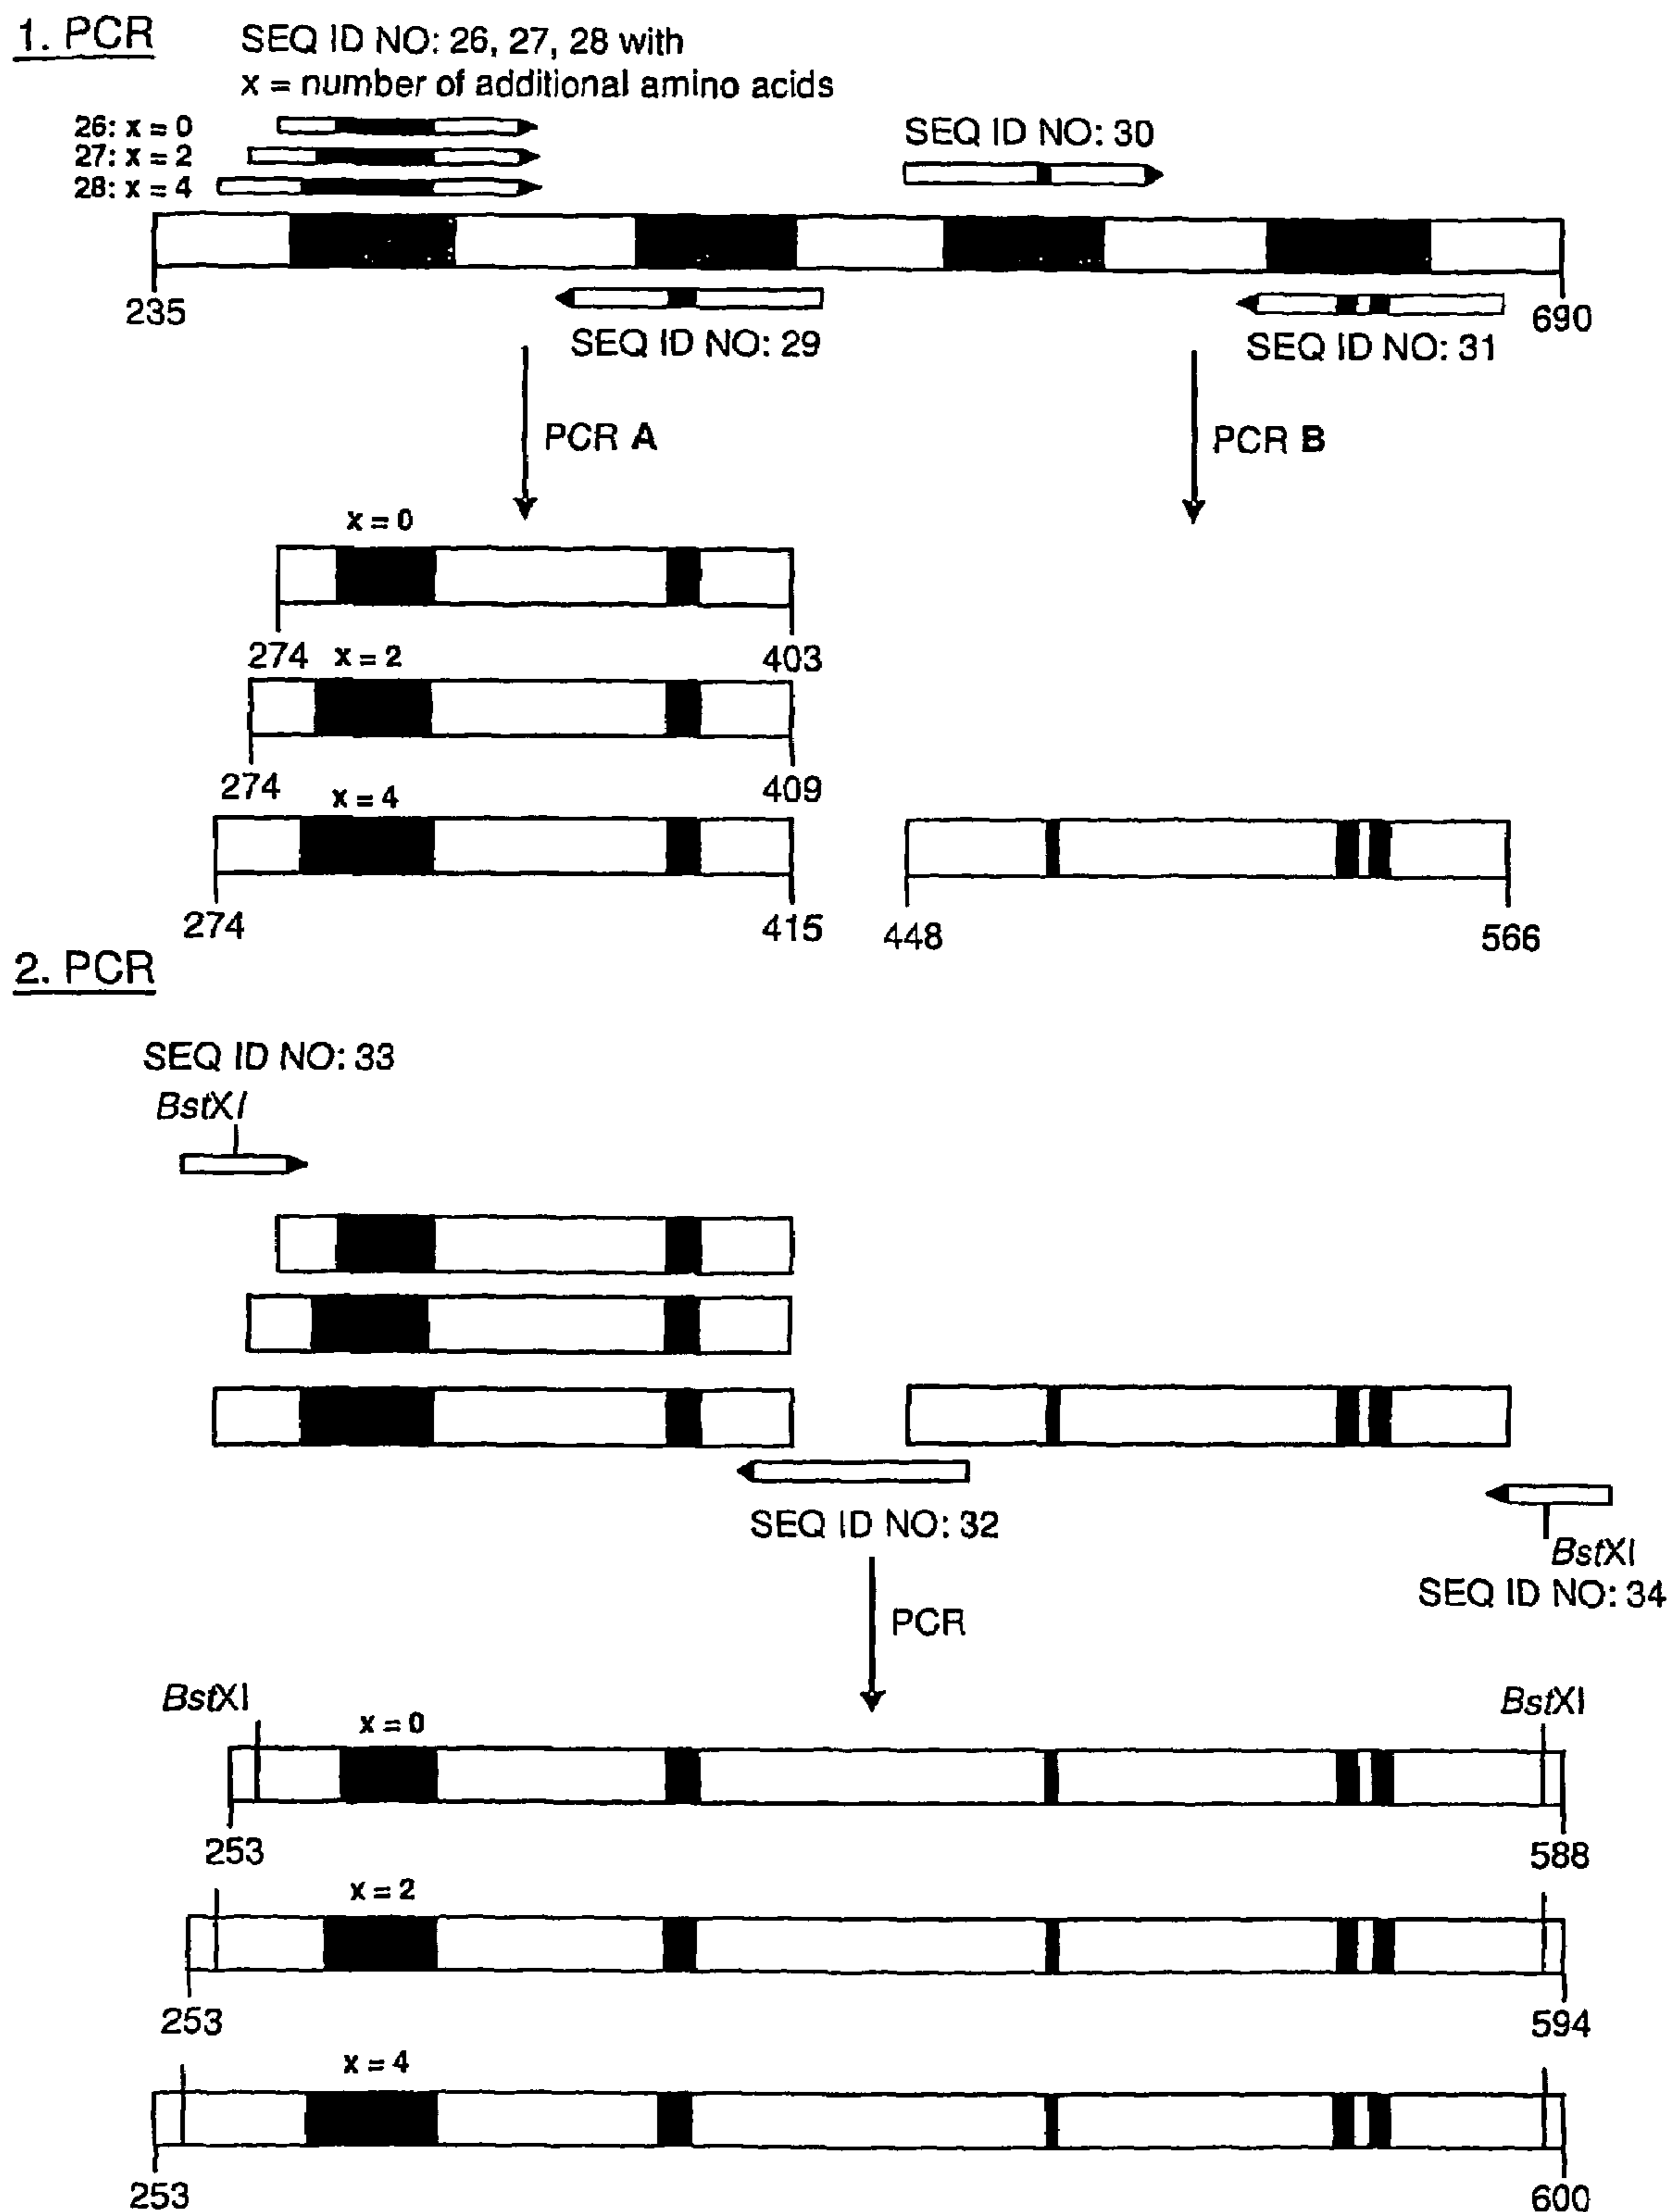 1. PCR
SEQ ID NO: 26, 27, 28 with
x = number of additional amino acids
26: x = 0
27: x = 2
28: x = 4
SEQ ID NO: 30
235
SEQ ID NO: 29
SEQ ID NO: 31
690
PCR A
PCR B
x = 0
274
403
x = 2
274
409
x = 4
274
415
448
566
2. PCR
SEQ ID NO: 33
BstXI
SEQ ID NO: 32
BstXI
SEQ ID NO: 34
PCR
BstXI
BstXI
x = 0
253
588
x = 2
253
594
x = 4
253
600